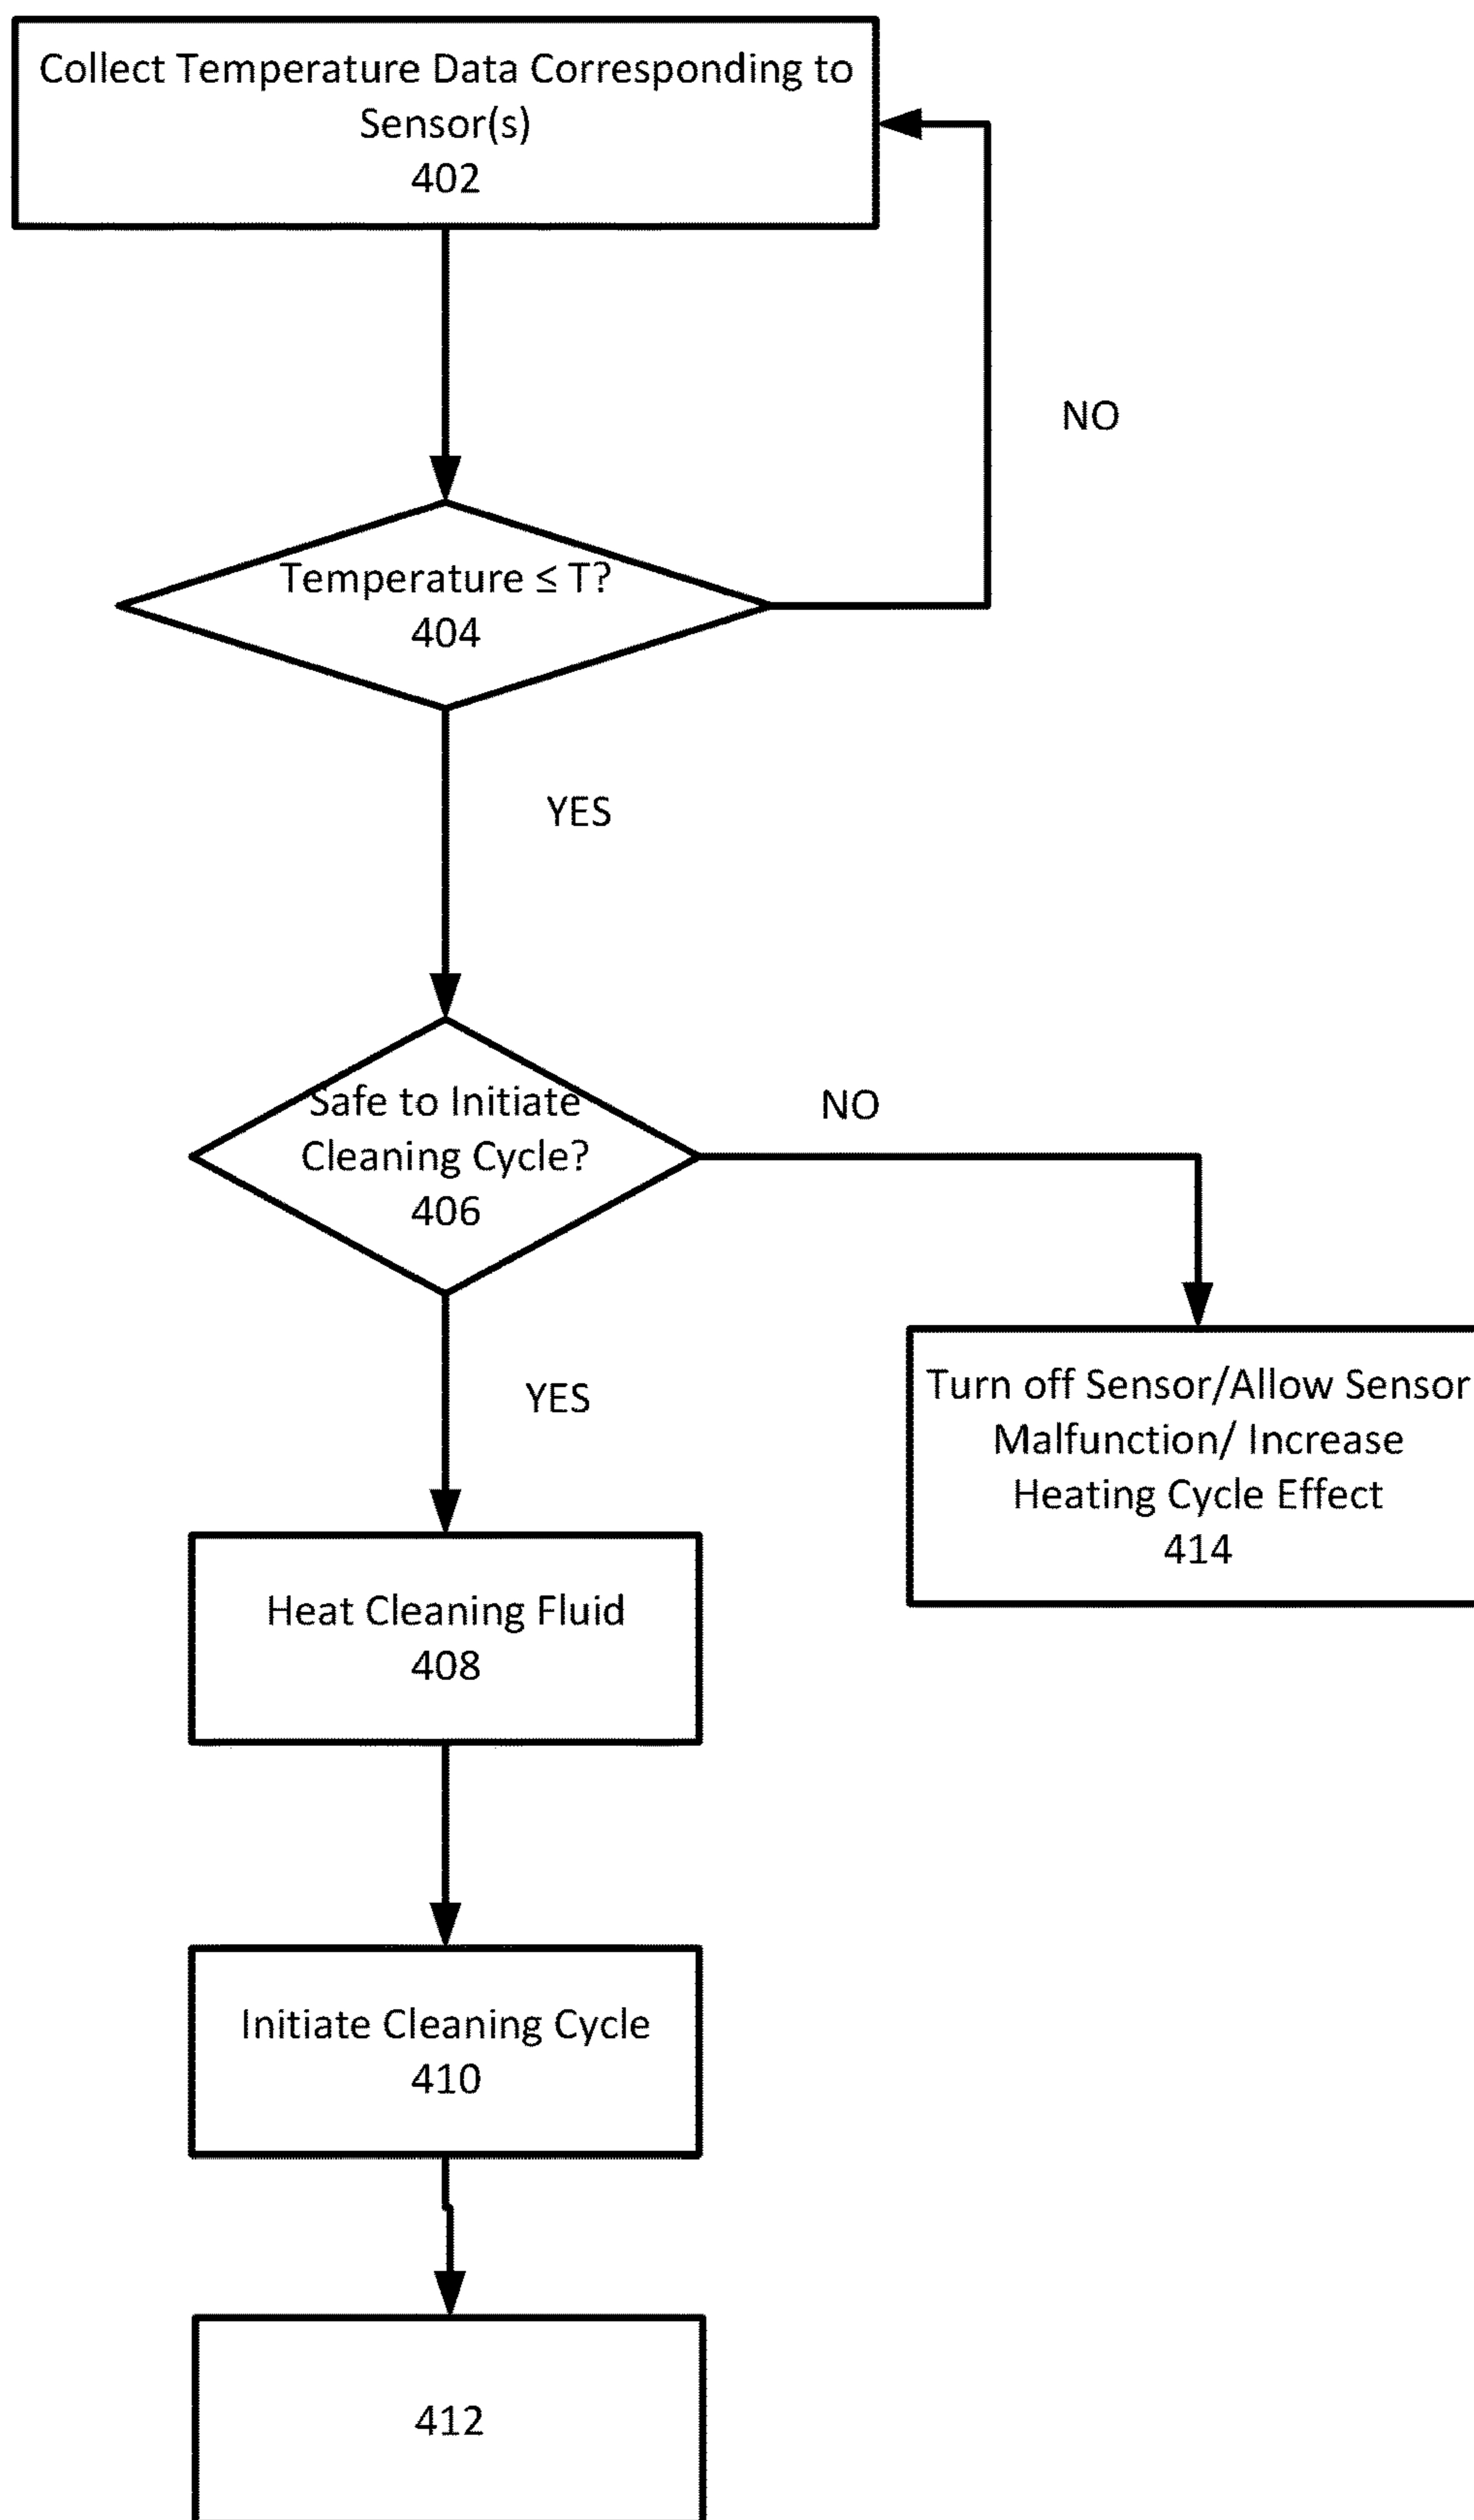 Collect Temperature Data Corresponding to
Sensor(s)
402
NO
Temperature ≤ T?
404
YES
Safe to Initiate
Cleaning Cycle?
406
NO
YES
Turn off Sensor/Allow Sensor
Malfunction/ Increase
Heating Cycle Effect
414
Heat Cleaning Fluid
408
Initiate Cleaning Cycle
410
412